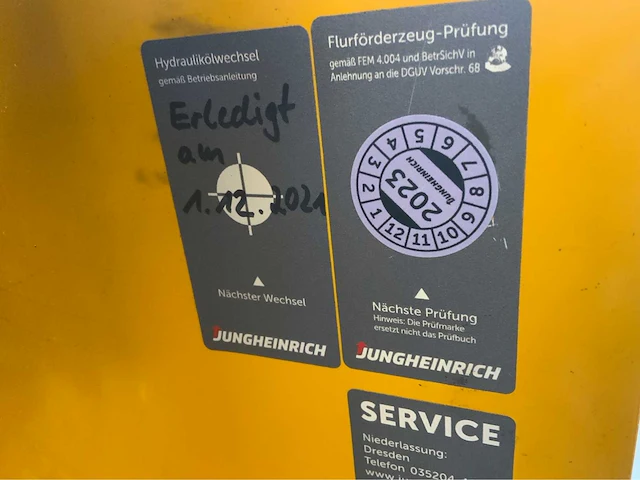 Hydraulikölwechsel
gemäß Betriebsanleitung
Erledigt
am
1.12.2021
Nächster Wechsel
JUNGHEINRICH
Flurförderzeug-Prüfung
gemäß FEM 4.004 und BetrSichV in
Anlehnung an die DGUV Vorschr. 68
1 2 3 4 5 6 7 8 9 10 11 12
JUNGHEINRICH
2023
Nächste Prüfung
Hinweis: Die Prüfmarke
ersetzt nicht das Prüfbuch
JUNGHEINRICH
SERVICE
Niederlassung:
Dresden
Telefon 035204